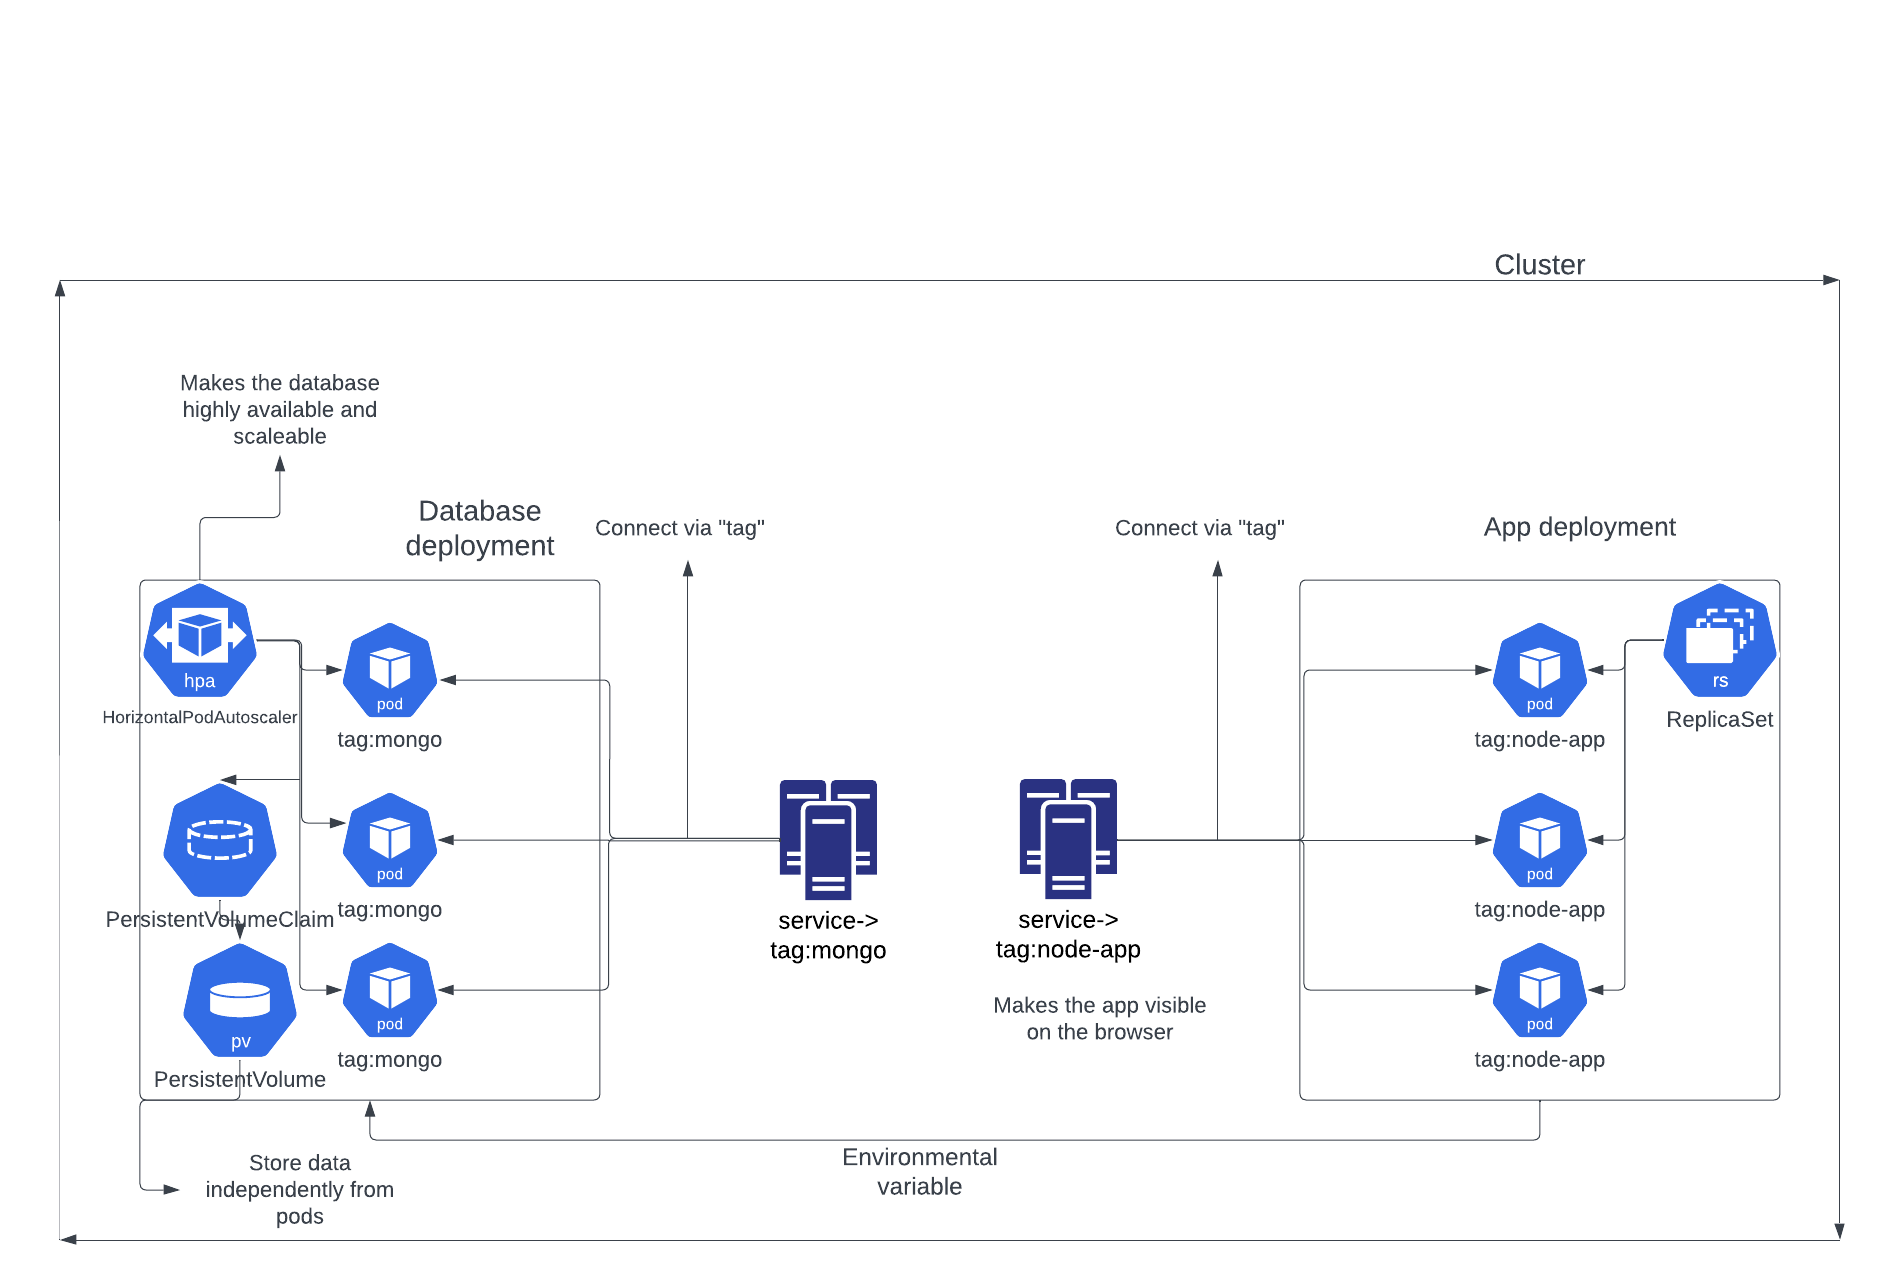 Cluster
Makes the database
highly available and
scaleable
Database
deployment
Connect via "tag"
Connect via "tag"
App deployment
hpa
HorizontalPodAutoscaler
pod
tag:mongo
pod
tag:node-app
rs
ReplicaSet
PersistentVolumeClaim
pod
tag:mongo
service->
tag:mongo
service->
tag:node-app
pod
tag:node-app
pv
PersistentVolume
pod
tag:mongo
Makes the app visible
on the browser
pod
tag:node-app
Environmental
variable
Store data
independently from
pods